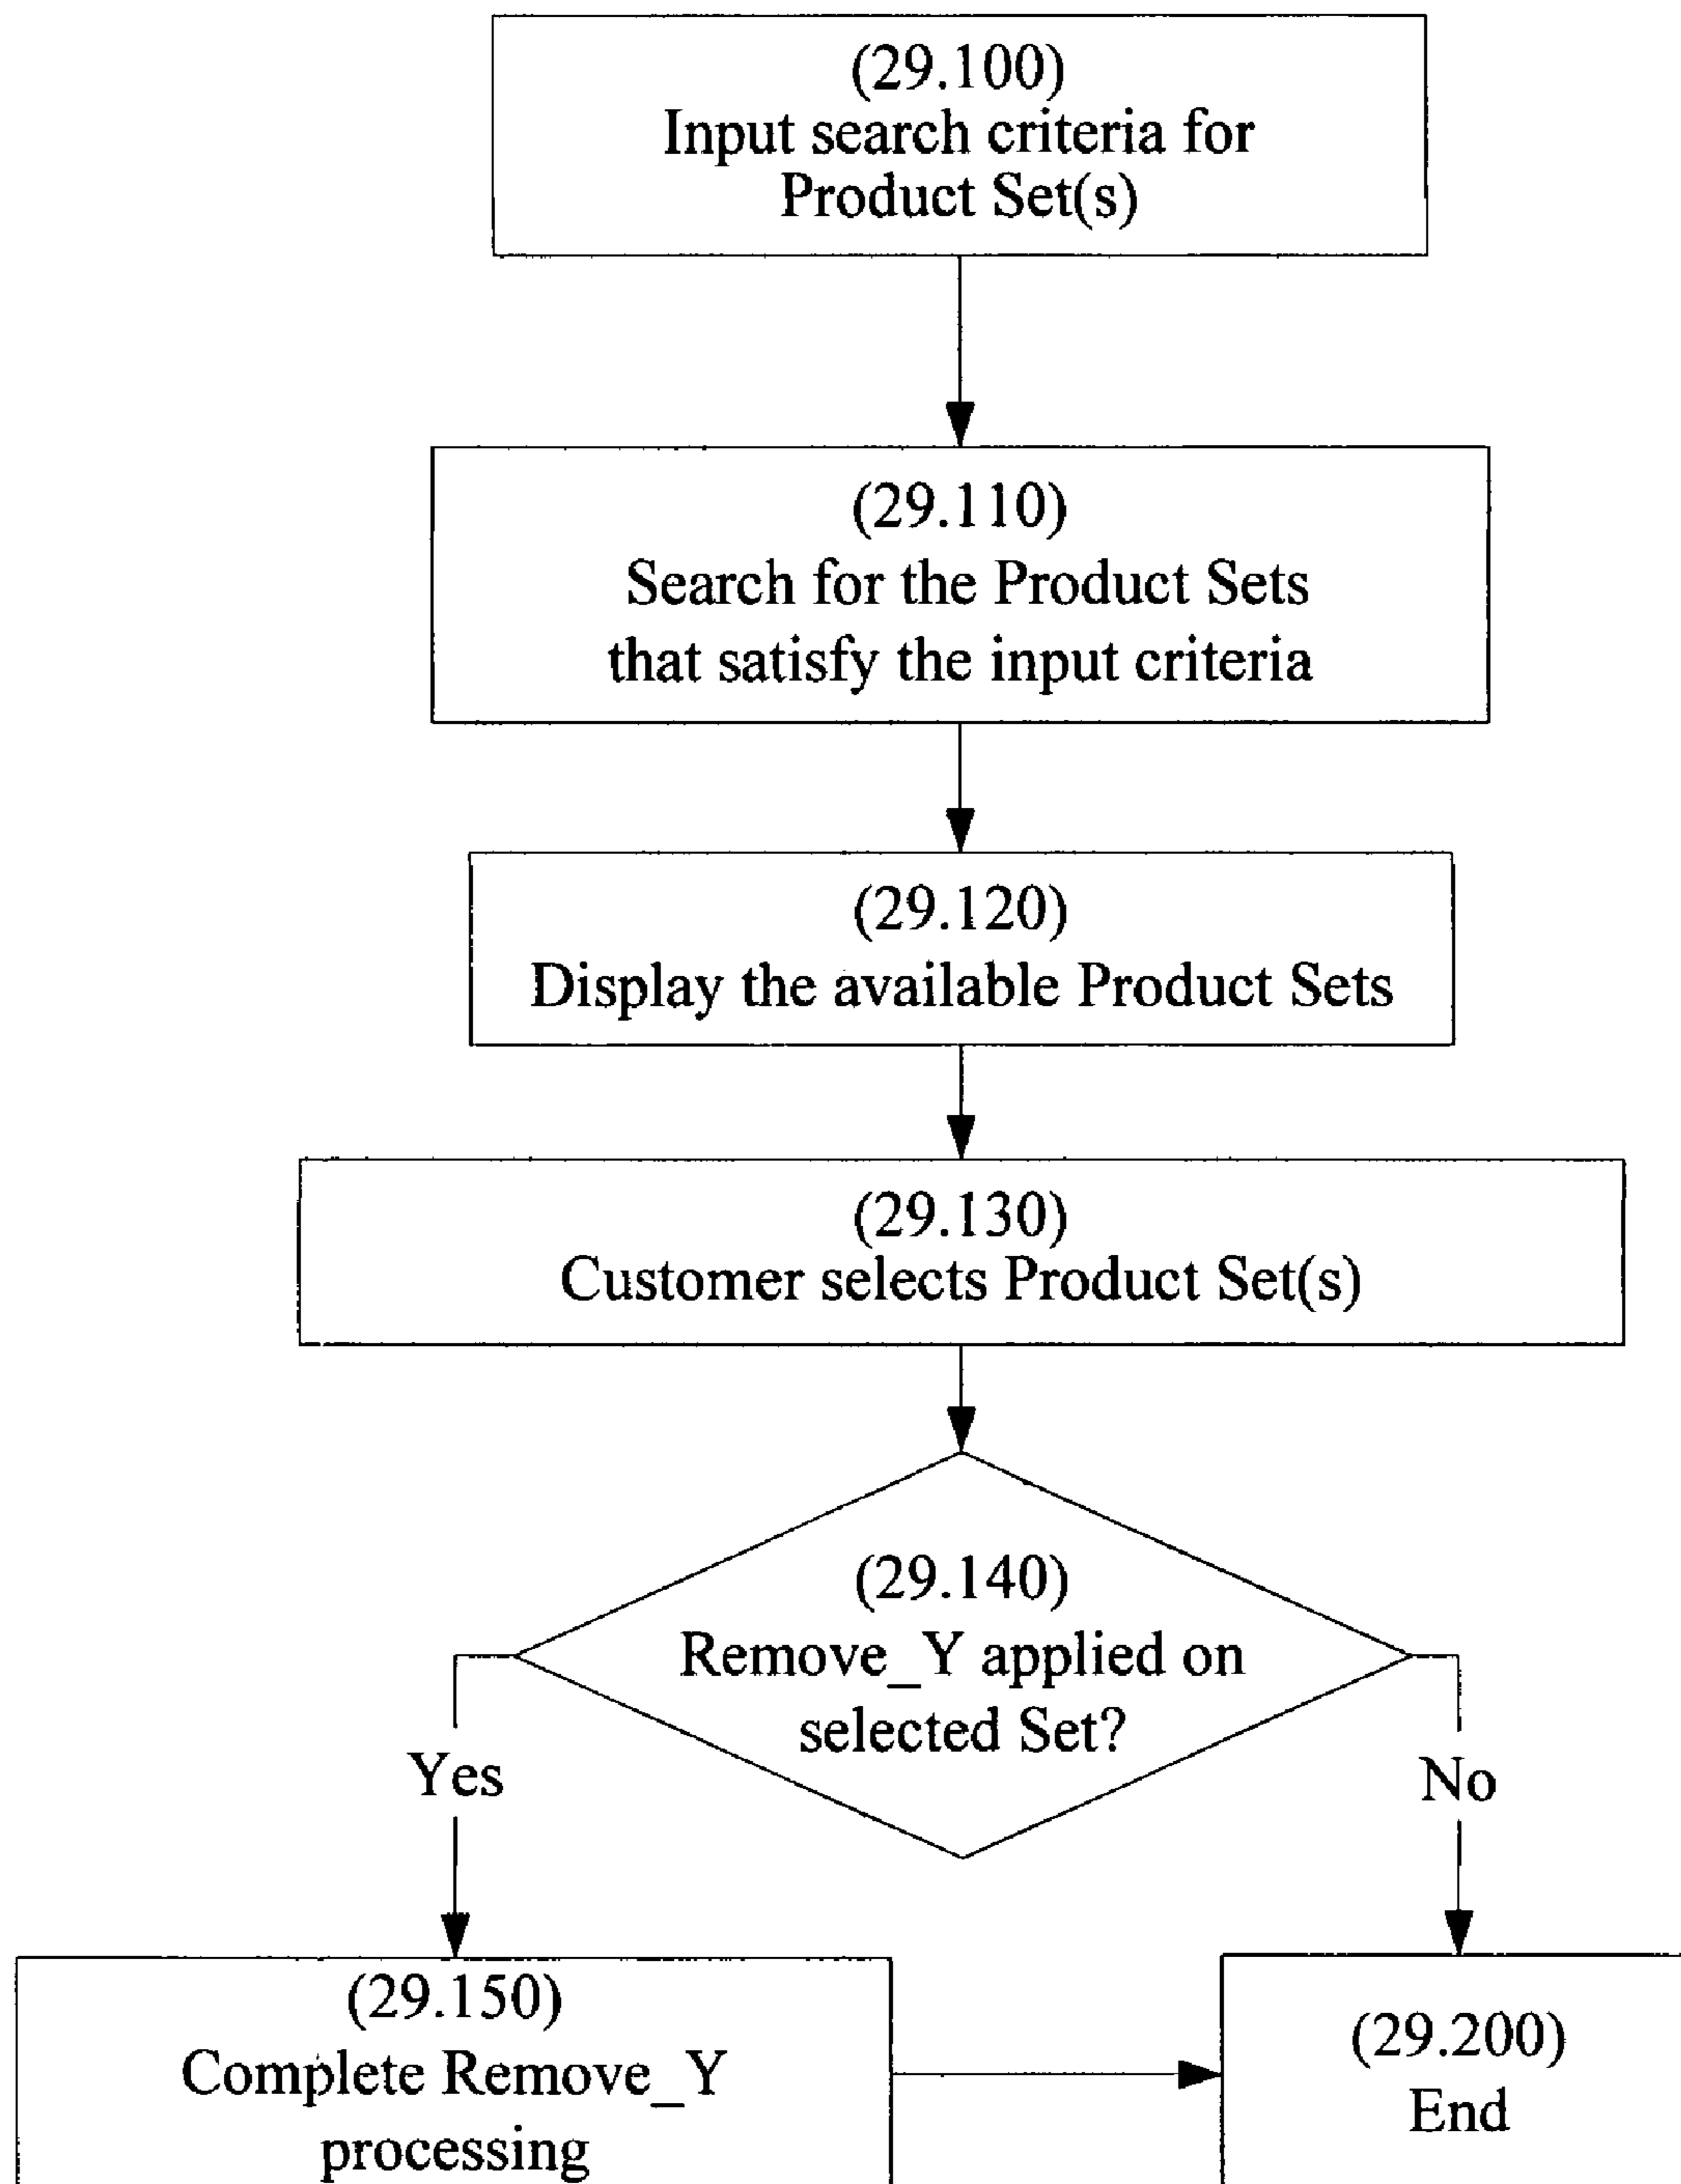 (29.100)
Input search criteria for
Product Set(s)
(29.110)
Search for the Product Sets
that satisfy the input criteria
(29.120)
Display the available Product Sets
(29.130)
Customer selects Product Set(s)
(29.140)
Remove_Y applied on
selected Set?
Yes
No
(29.150)
Complete Remove_Y
processing
(29.200)
End